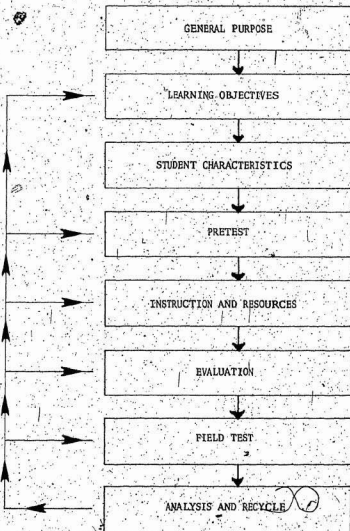 GENERAL PURPOSE
LEARNING OBJECTIVES
STUDENT CHARACTERISTICS
PRETEST
INSTRUCTION AND RESOURCES
EVALUATION
FIELD TEST
ANALYSIS AND RECYCLE